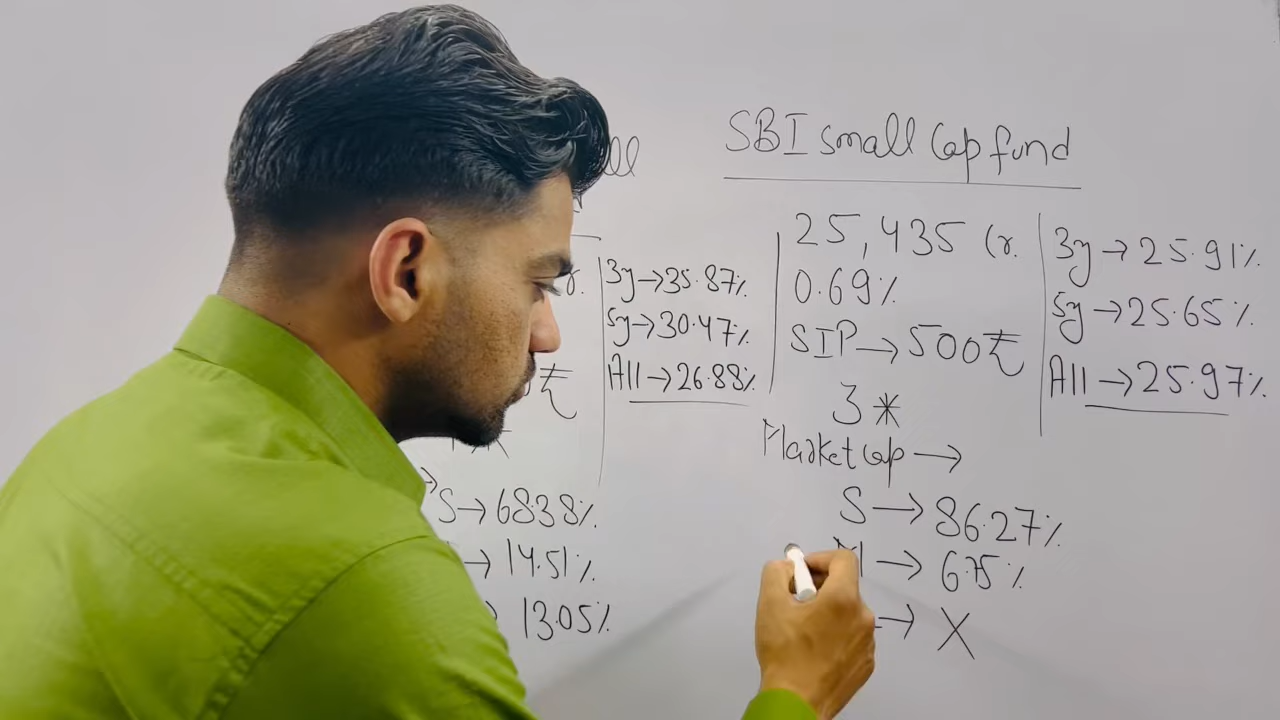 SBI small Cap fund
3y→35.87%
5y→30.47%
All→26.88%
S→68.38%
→14.51%
13.05%
25,435 Cr.
0.69%
SIP→500₹
3*
Market Cap→
S→86.27%
M→6.75%
→X
3y→25.91%
5y→25.65%
All→25.97%